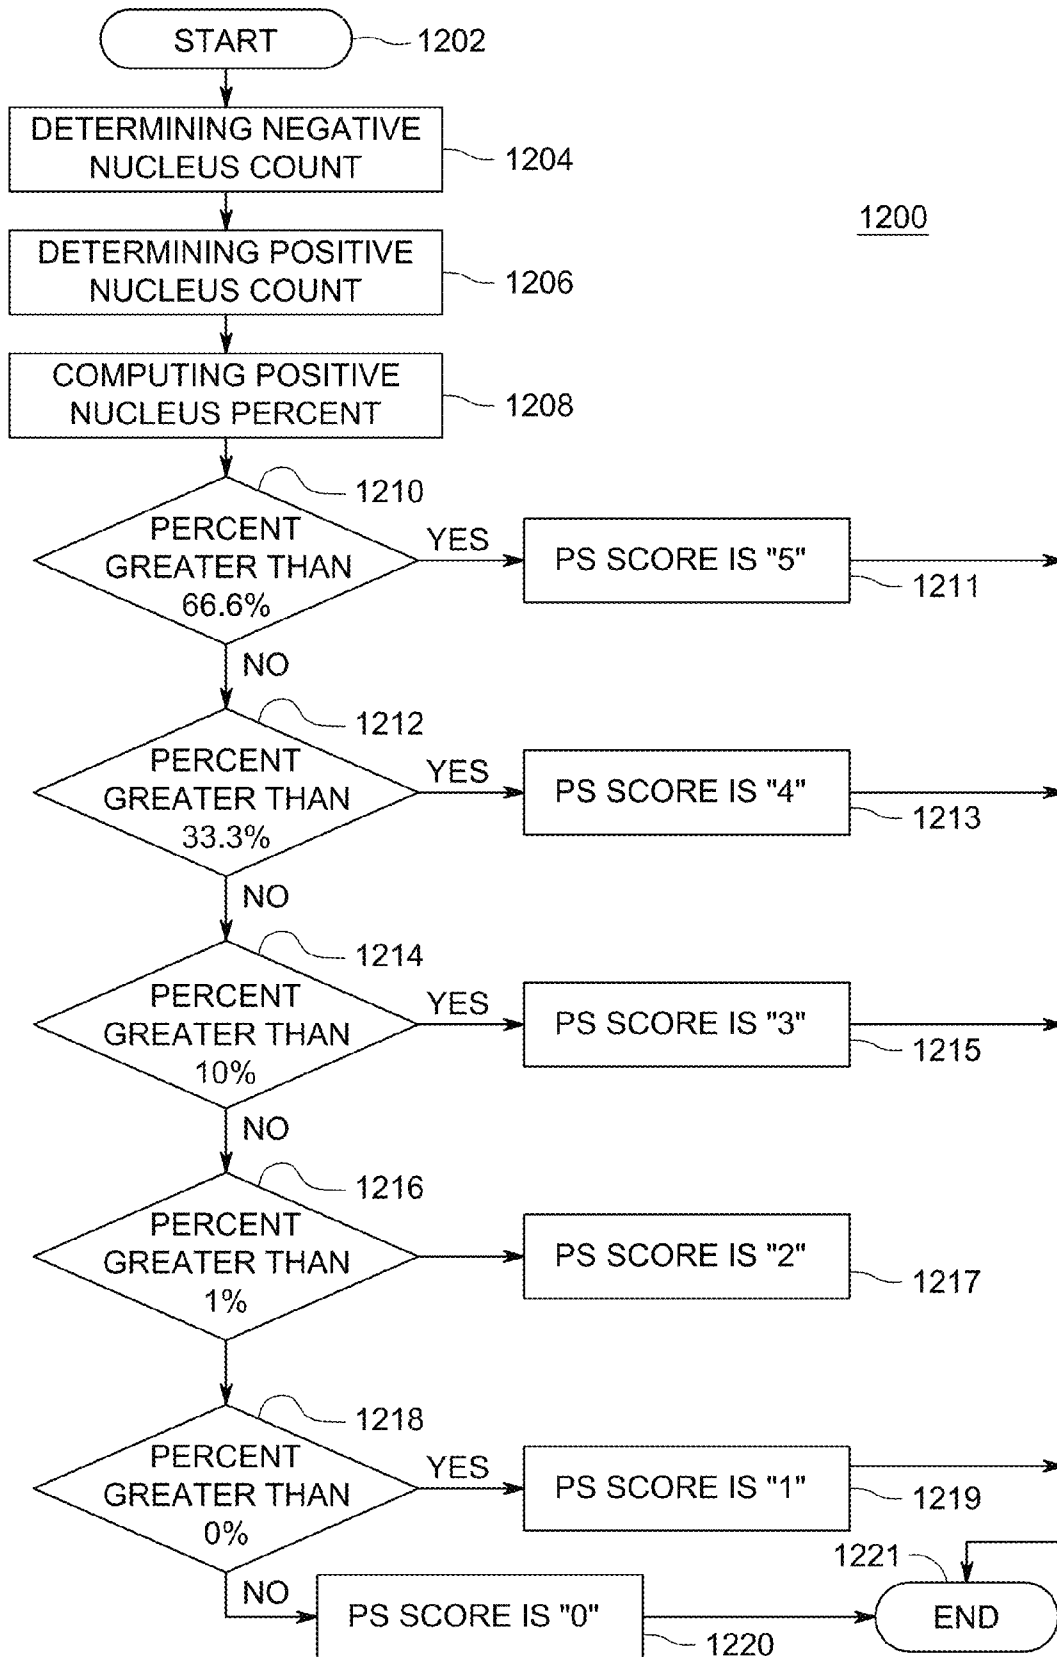 START
1202
DETERMINING NEGATIVE
NUCLEUS COUNT
1204
1200
DETERMINING POSITIVE
NUCLEUS COUNT
1206
COMPUTING POSITIVE
NUCLEUS PERCENT
1208
1210
PERCENT
GREATER THAN
66.6%
YES
PS SCORE IS "5"
1211
NO
1212
PERCENT
GREATER THAN
33.3%
YES
PS SCORE IS "4"
1213
NO
1214
PERCENT
GREATER THAN
10%
YES
PS SCORE IS "3"
1215
NO
1216
PERCENT
GREATER THAN
1%
PS SCORE IS "2"
1217
1218
PERCENT
GREATER THAN
0%
YES
PS SCORE IS "1"
1219
NO
PS SCORE IS "0"
1220
1221
END